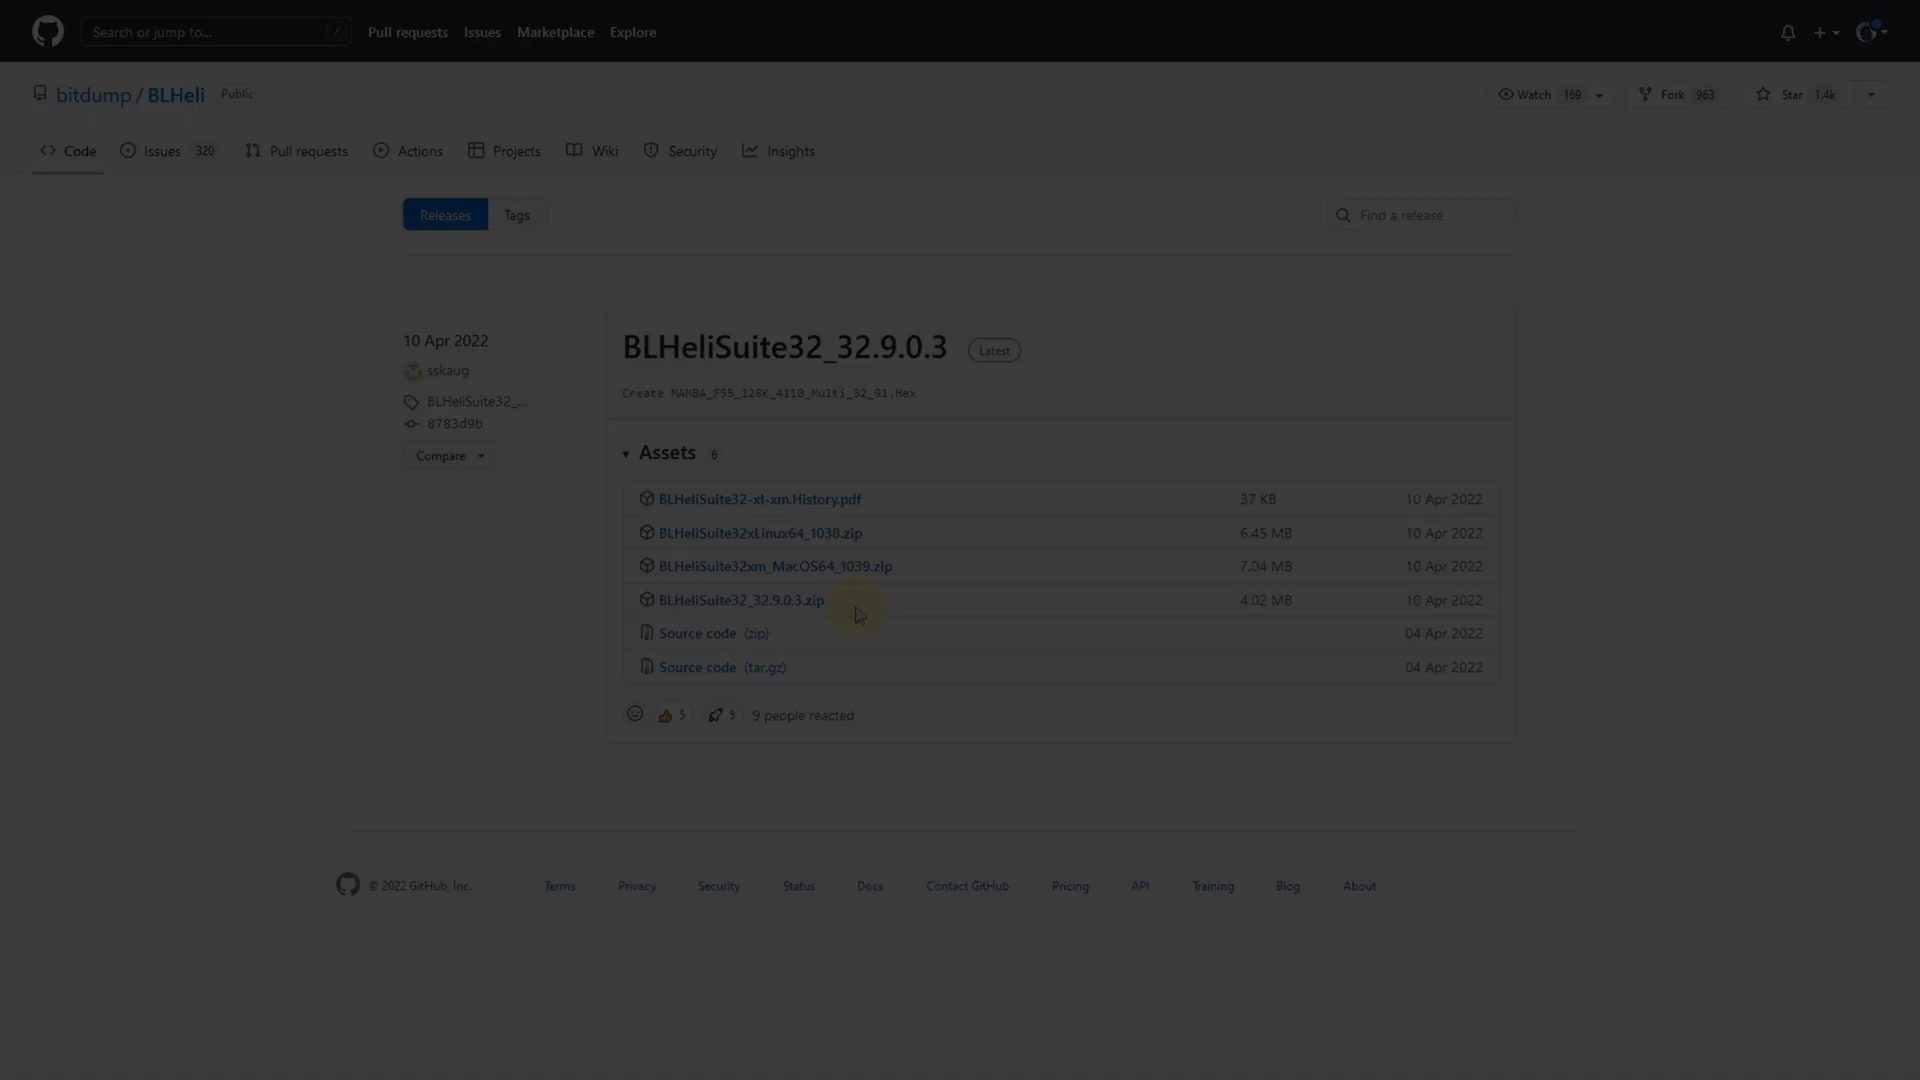 Search or jump to... /
Pull requests Issues Marketplace Explore
bitdump / BLHeli Public
Watch 169 Fork 963 Star 1.4k
Code Issues 320 Pull requests Actions Projects Wiki Security Insights
Releases Tags
Find a release
10 Apr 2022
sskaug
BLHeliSuite32_...
8783d9b
Compare
BLHeliSuite32_32.9.0.3 Latest
Create MAMBA_F55_128K_4110_Multi_32_91.Hex
Assets 6
BLHeliSuite32-xl-xm.History.pdf 37 KB 10 Apr 2022
BLHeliSuite32xLinux64_1038.zip 6.45 MB 10 Apr 2022
BLHeliSuite32xm_MacOS64_1039.zip 7.04 MB 10 Apr 2022
BLHeliSuite32_32.9.0.3.zip 4.02 MB 10 Apr 2022
Source code (zip) 04 Apr 2022
Source code (tar.gz) 04 Apr 2022
5 5 9 people reacted
© 2022 GitHub, Inc. Terms Privacy Security Status Docs Contact GitHub Pricing API Training Blog About